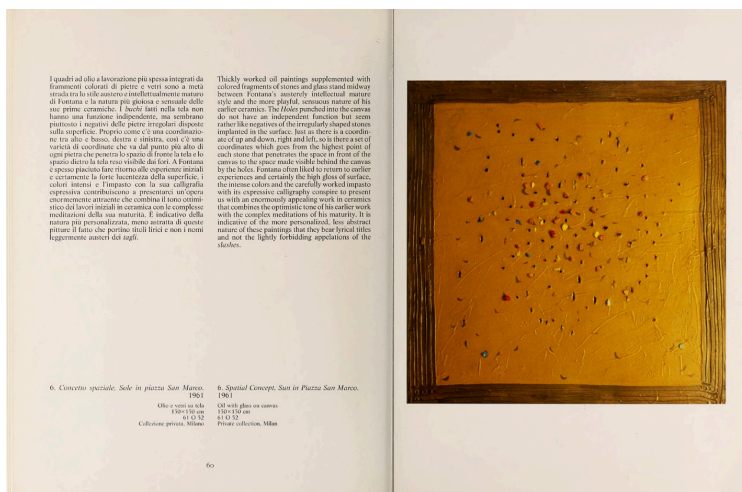 I quadri ad olio a lavorazione più spessa integrati da
frammenti colorati di pietre e vetri sono a metà
strada tra lo stile austero e intellettualmente maturo
di Fontana e la natura più gioiosa e sensuale delle
sue prime ceramiche. I buchi fatti nella tela non
hanno una funzione indipendente, ma sembrano
piuttosto i negativi delle pietre irregolari disposte
sulla superficie. Proprio come c'è una coordinazio-
ne tra alto e basso, destra e sinistra, così c'è una
varietà di coordinate che va dal punto più alto di
ogni pietra che penetra lo spazio di fronte la tela e lo
spazio dietro la tela reso visibile dai fori. A Fontana
è spesso piaciuto fare ritorno alle esperienze iniziali
e certamente la forte lucentezza della superficie, i
colori intensi e l'impasto con la sua calligrafia
espressiva contribuiscono a presentarci un'opera
enormemente attraente che combina il tono ottimi-
stico dei lavori iniziali in ceramica con le complesse
meditazioni della sua maturità. È indicativo della
natura più personalizzata, meno astratta di queste
pitture il fatto che portino titoli lirici e non i nomi
leggermente austeri dei tagli.
Thickly worked oil paintings supplemented with
colored fragments of stones and glass stand midway
between Fontana's austerely intellectual mature
style and the more playful, sensuous nature of his
earlier ceramics. The Holes punched into the canvas
do not have an independent function but seem
rather like negatives of the irregularly shaped stones
implanted in the surface. Just as there is a coordin-
ate of up and down, right and left, so is there a set of
coordinates which goes from the highest point of
each stone that penetrates the space in front of the
canvas to the space made visible behind the canvas
by the holes. Fontana often liked to return to earlier
experiences and certainly the high gloss of surface,
the intense colors and the carefully worked impasto
with its expressive calligraphy conspire to present
us with an enormously appealing work in ceramics
that combines the optimistic tone of his earlier work
with the complex meditations of his maturity. It is
indicative of the more personalized, less abstract
nature of these paintings that they bear lyrical titles
and not the lightly forbidding appelations of the
slashes.
6. Concetto spaziale, Sole in piazza San Marco.
1961
Olio e vetri su tela
150×150 cm
61 O 52
Collezione privata, Milano
6. Spatial Concept, Sun in Piazza San Marco.
1961
Oil with glass on canvas
150×150 cm
61 O 52
Private collection, Milan
60